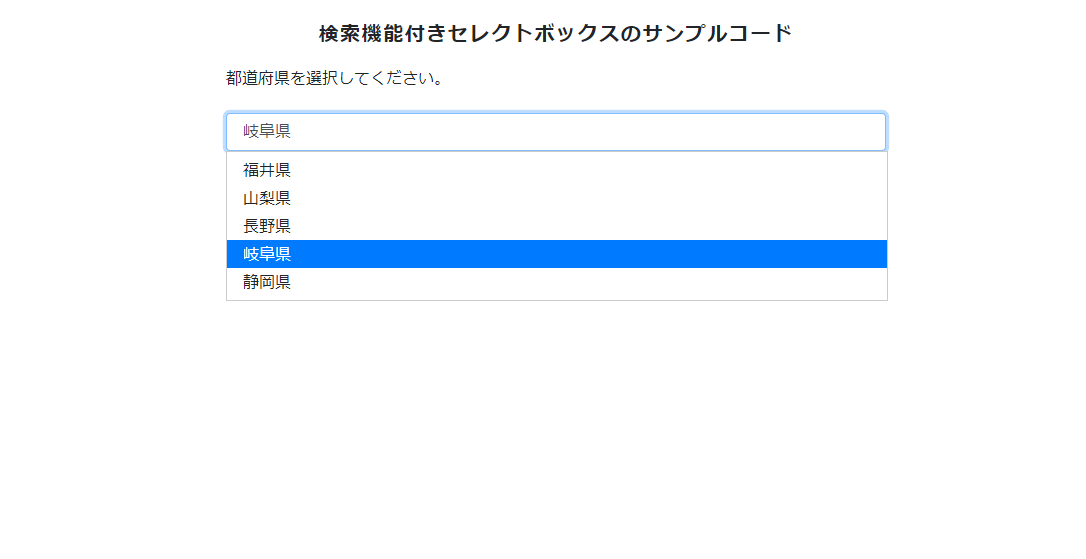 検索機能付きセレクトボックスのサンプルコード
都道府県を選択してください。
岐阜県
福井県
山梨県
長野県
岐阜県
静岡県